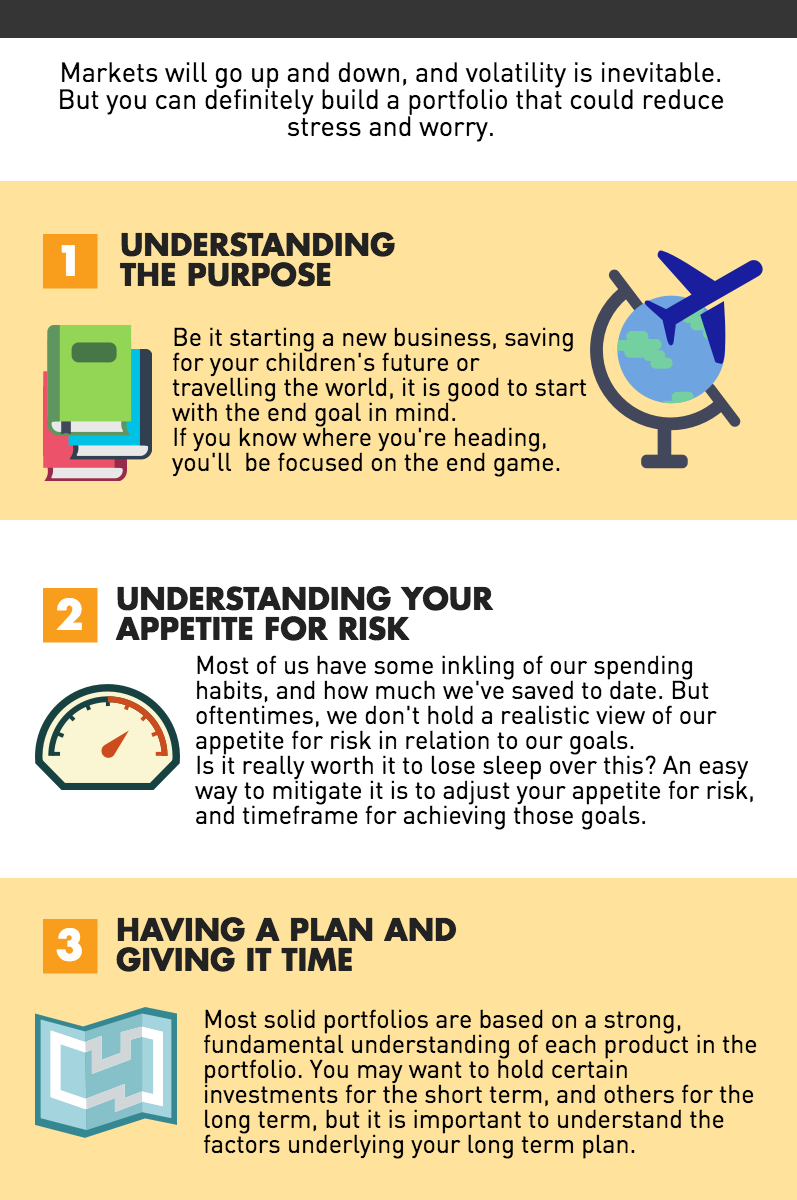 Markets will go up and down, and volatility is inevitable.
But you can definitely build a portfolio that could reduce
stress and worry.
1
UNDERSTANDING
THE PURPOSE
Be it starting a new business, saving
for your children's future or
travelling the world, it is good to start
with the end goal in mind.
If you know where you're heading,
you'll  be focused on the end game.
2
UNDERSTANDING YOUR
APPETITE FOR RISK
Most of us have some inkling of our spending
habits, and how much we've saved to date. But
oftentimes, we don't hold a realistic view of our
appetite for risk in relation to our goals.
Is it really worth it to lose sleep over this? An easy
way to mitigate it is to adjust your appetite for risk,
and timeframe for achieving those goals.
3
HAVING A PLAN AND
GIVING IT TIME
Most solid portfolios are based on a strong,
fundamental understanding of each product in the
portfolio. You may want to hold certain
investments for the short term, and others for the
long term, but it is important to understand the
factors underlying your long term plan.